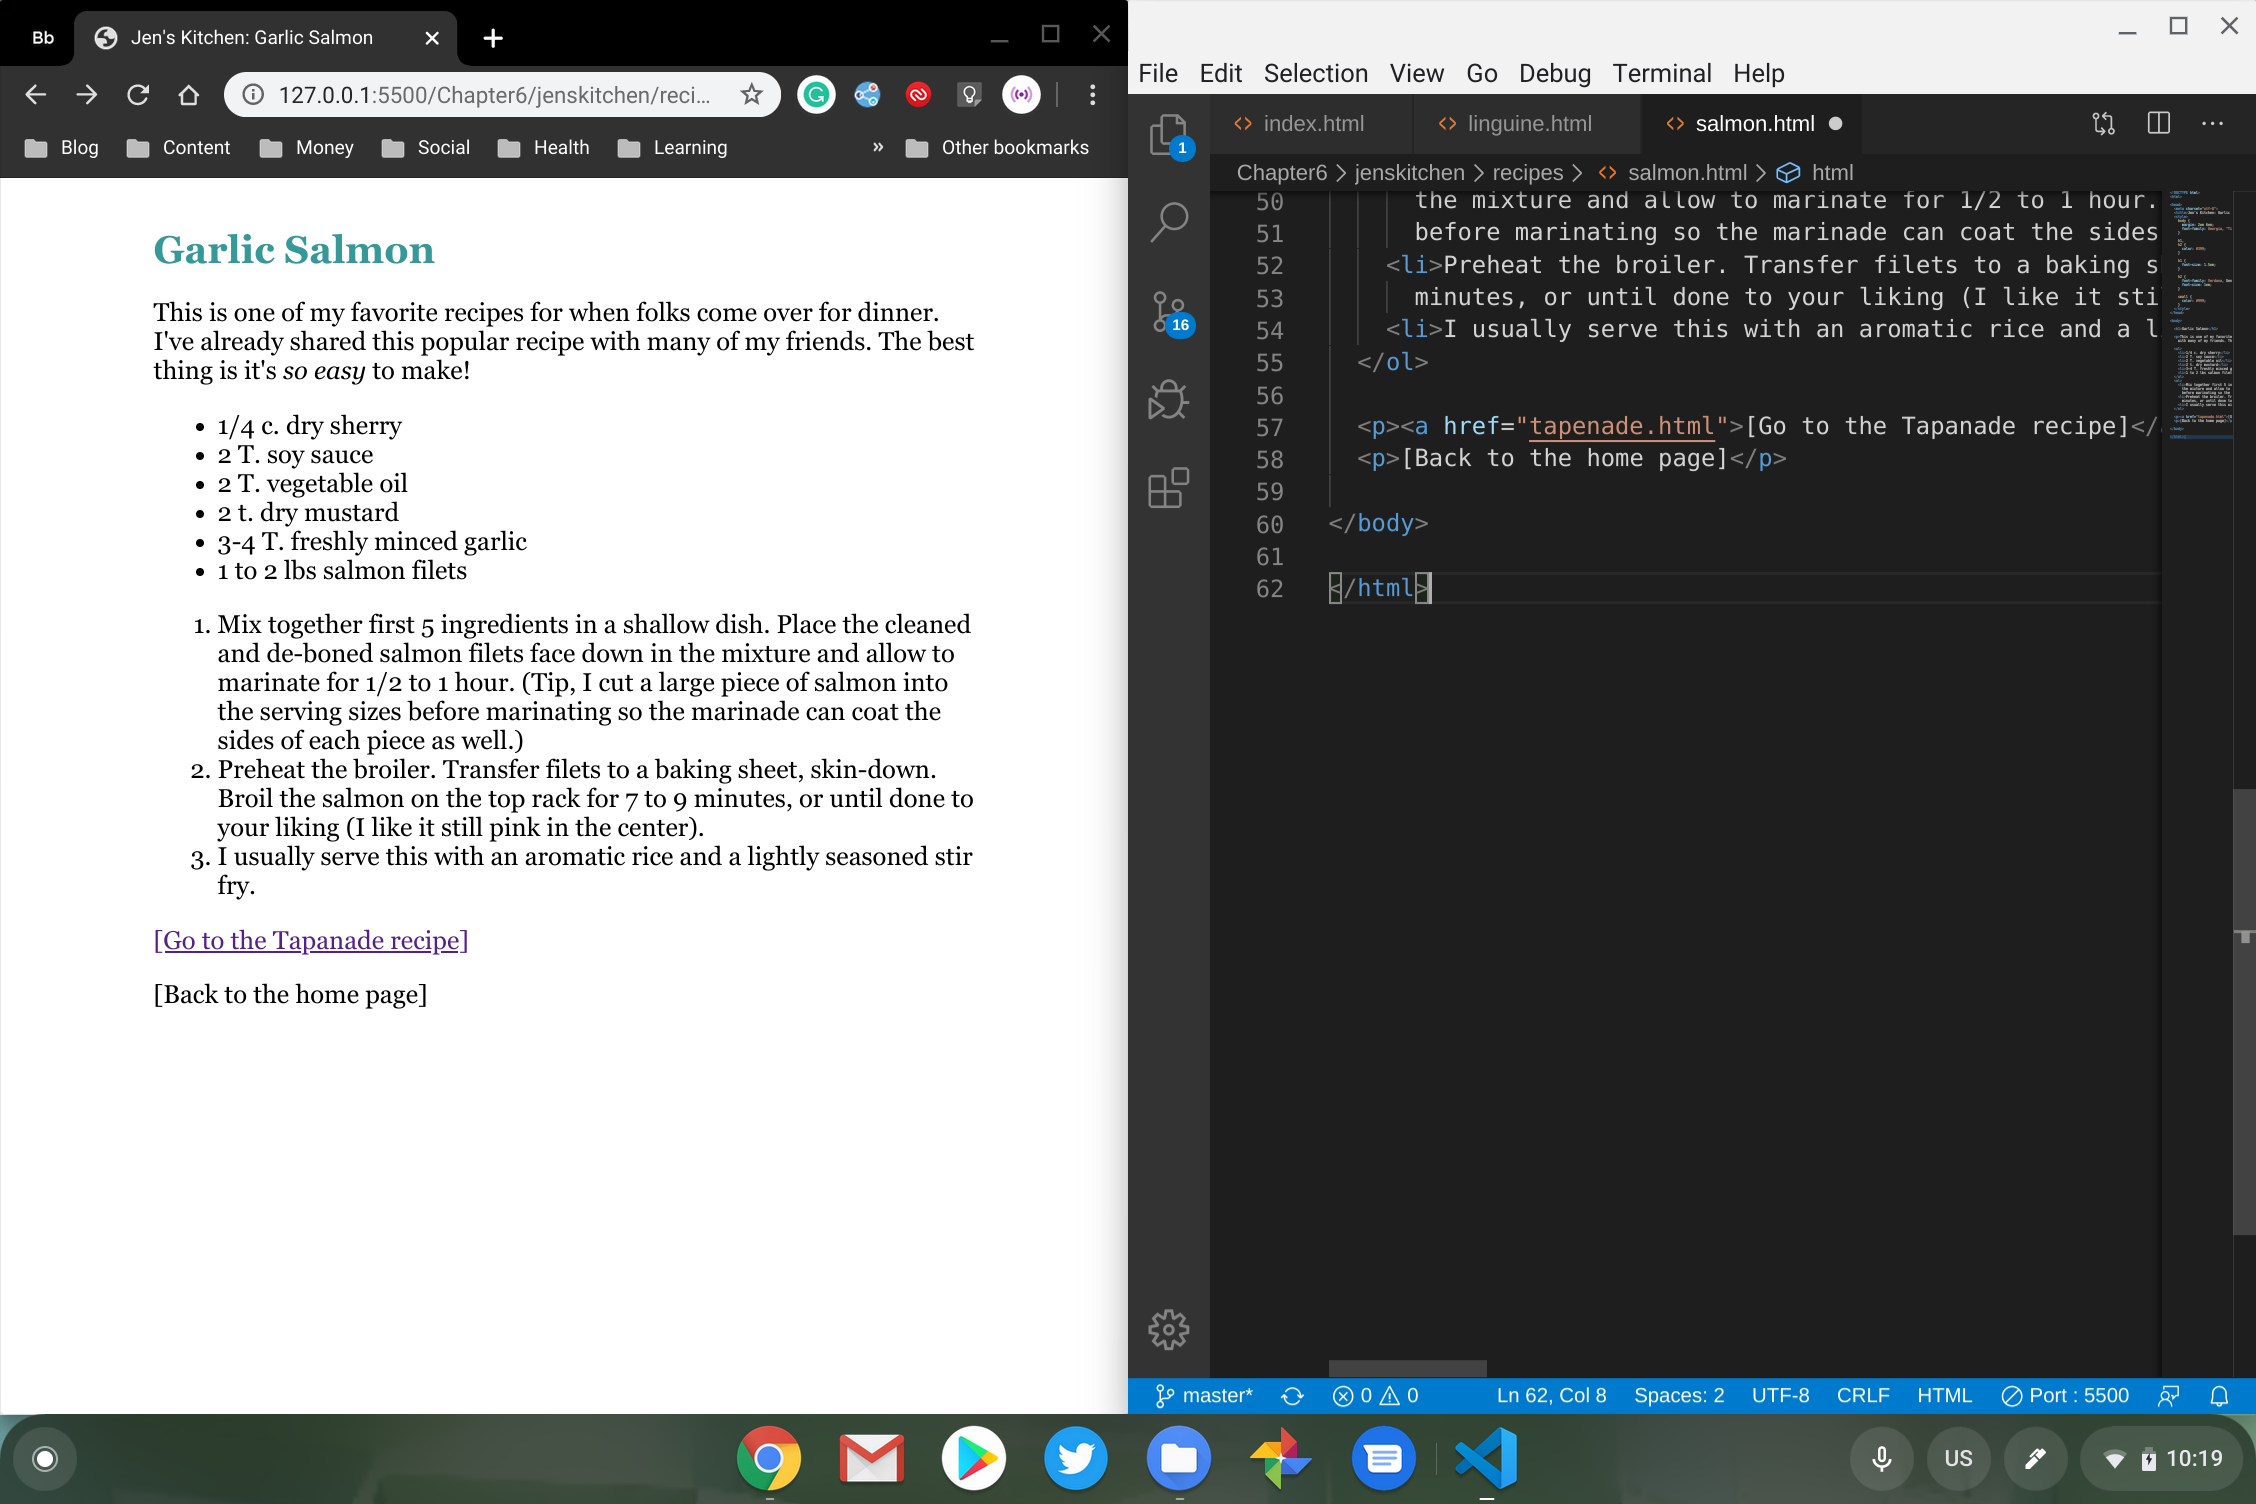 Bb
Jen's Kitchen: Garlic Salmon
127.0.0.1:5500/Chapter6/jenskitchen/reci...
Blog
Content
Money
Social
Health
Learning
»
Other bookmarks
Garlic Salmon
This is one of my favorite recipes for when folks come over for dinner.
I've already shared this popular recipe with many of my friends. The best
thing is it's so easy to make!
• 1/4 c. dry sherry
• 2 T. soy sauce
• 2 T. vegetable oil
• 2 t. dry mustard
• 3-4 T. freshly minced garlic
• 1 to 2 lbs salmon filets
1. Mix together first 5 ingredients in a shallow dish. Place the cleaned
and de-boned salmon filets face down in the mixture and allow to
marinate for 1/2 to 1 hour. (Tip, I cut a large piece of salmon into
the serving sizes before marinating so the marinade can coat the
sides of each piece as well.)
2. Preheat the broiler. Transfer filets to a baking sheet, skin-down.
Broil the salmon on the top rack for 7 to 9 minutes, or until done to
your liking (I like it still pink in the center).
3. I usually serve this with an aromatic rice and a lightly seasoned stir
fry.
[Go to the Tapanade recipe]
[Back to the home page]
File Edit Selection View Go Debug Terminal Help
index.html
linguine.html
salmon.html
Chapter6 > jenskitchen > recipes > salmon.html > html
50 the mixture and allow to marinate for 1/2 to 1 hour.
51 before marinating so the marinade can coat the sides
52 <li>Preheat the broiler. Transfer filets to a baking s
53 minutes, or until done to your liking (I like it sti
54 <li>I usually serve this with an aromatic rice and a l
55 </ol>
56
57 <p><a href="tapenade.html">[Go to the Tapanade recipe]</
58 <p>[Back to the home page]</p>
59
60 </body>
61
62 </html>
1
16
master*
0
0
Ln 62, Col 8
Spaces: 2
UTF-8
CRLF
HTML
Port : 5500
US
10:19